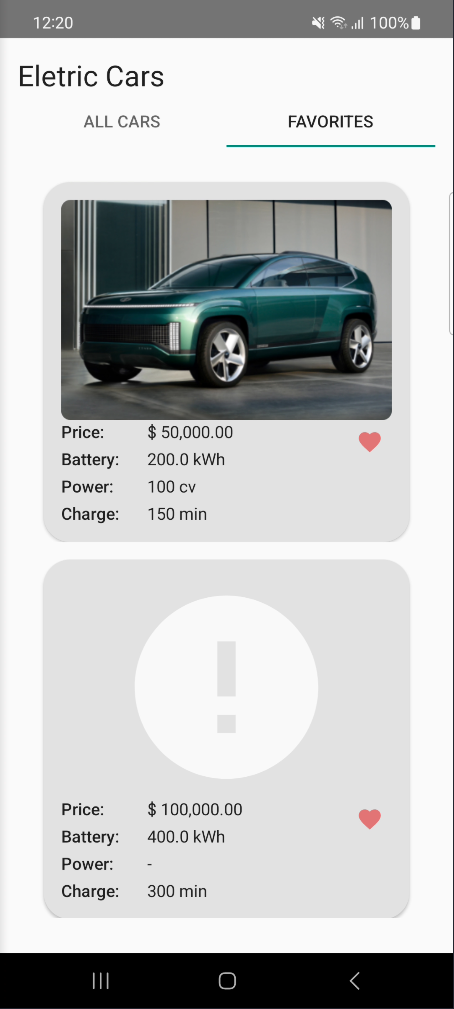 12:20 100%
Eletric Cars
ALL CARS FAVORITES
Price: $ 50,000.00
Battery: 200.0 kWh
Power: 100 cv
Charge: 150 min
!
Price: $ 100,000.00
Battery: 400.0 kWh
Power: -
Charge: 300 min